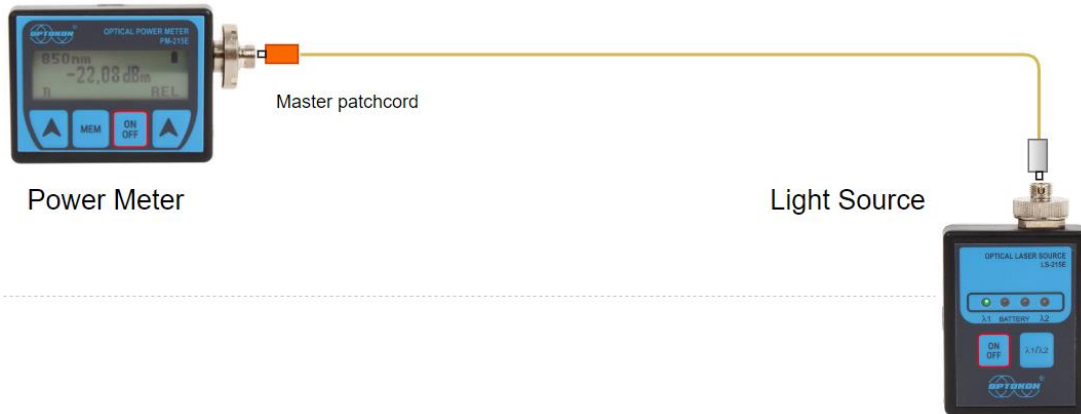 OPTOKON®
OPTICAL POWER METER
PM-215E
850nm
-22,08 dBm
REL
MEM
ON
OFF
Master patchcord
Power Meter
Light Source
OPTICAL LASER SOURCE
LS-215E
λ1 BATTERY λ2
ON
OFF
λ1/λ2
OPTOKON®